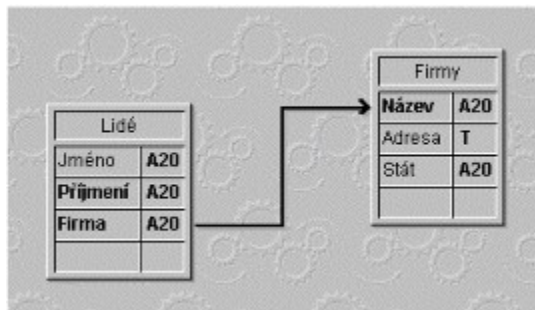 Lidé
Jméno A20
Příjmení A20
Firma A20
Firmy
Název A20
Adresa T
Stát A20